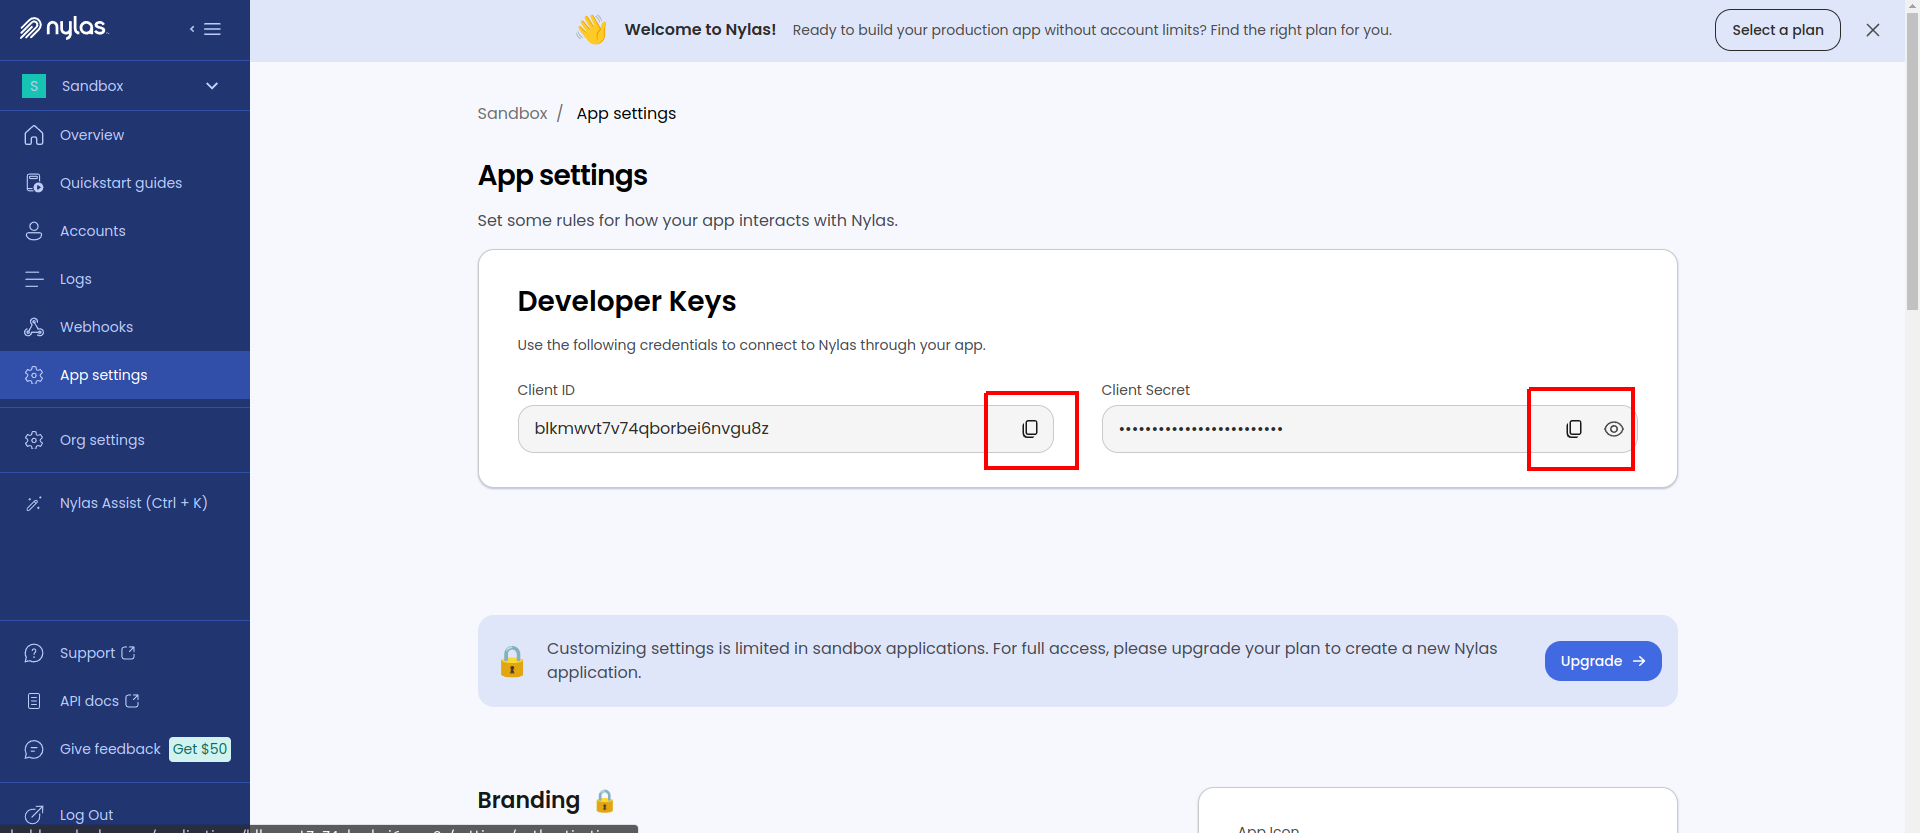 nylas
Welcome to Nylas! Ready to build your production app without account limits? Find the right plan for you.
Select a plan
S Sandbox
Overview
Quickstart guides
Accounts
Logs
Webhooks
App settings
Org settings
Nylas Assist (Ctrl + K)
Support
API docs
Give feedback Get $50
Log Out
Sandbox / App settings
App settings
Set some rules for how your app interacts with Nylas.
Developer Keys
Use the following credentials to connect to Nylas through your app.
Client ID
blkmwvt7v74qborbei6nvgu8z
Client Secret
•••••••••••••••••••••••••
Customizing settings is limited in sandbox applications. For full access, please upgrade your plan to create a new Nylas
application.
Upgrade
Branding
App Icon